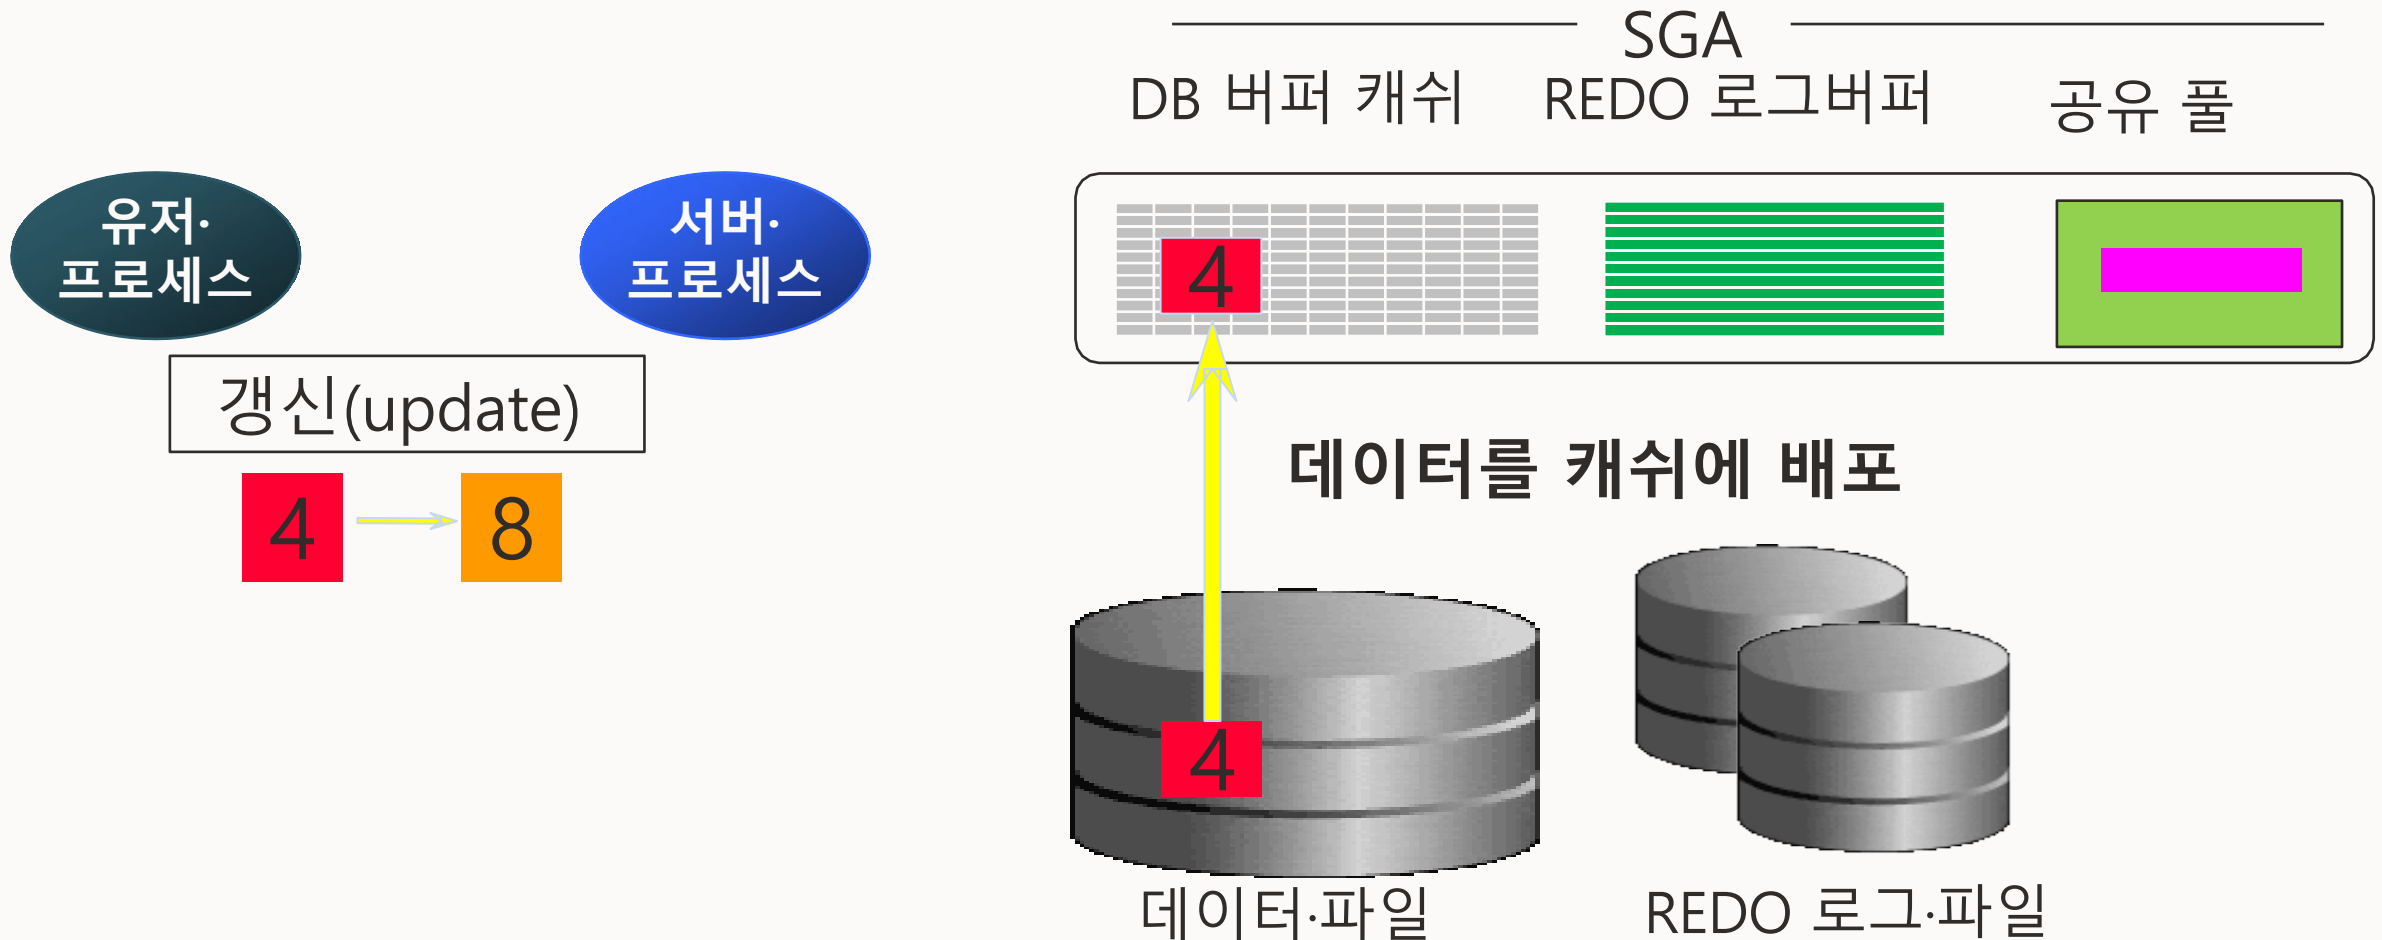 SGA
DB 버퍼 캐쉬
REDO 로그버퍼
공유 풀
유저·
프로세스
서버·
프로세스
4
갱신(update)
4
8
데이터를 캐쉬에 배포
4
데이터·파일
REDO 로그·파일